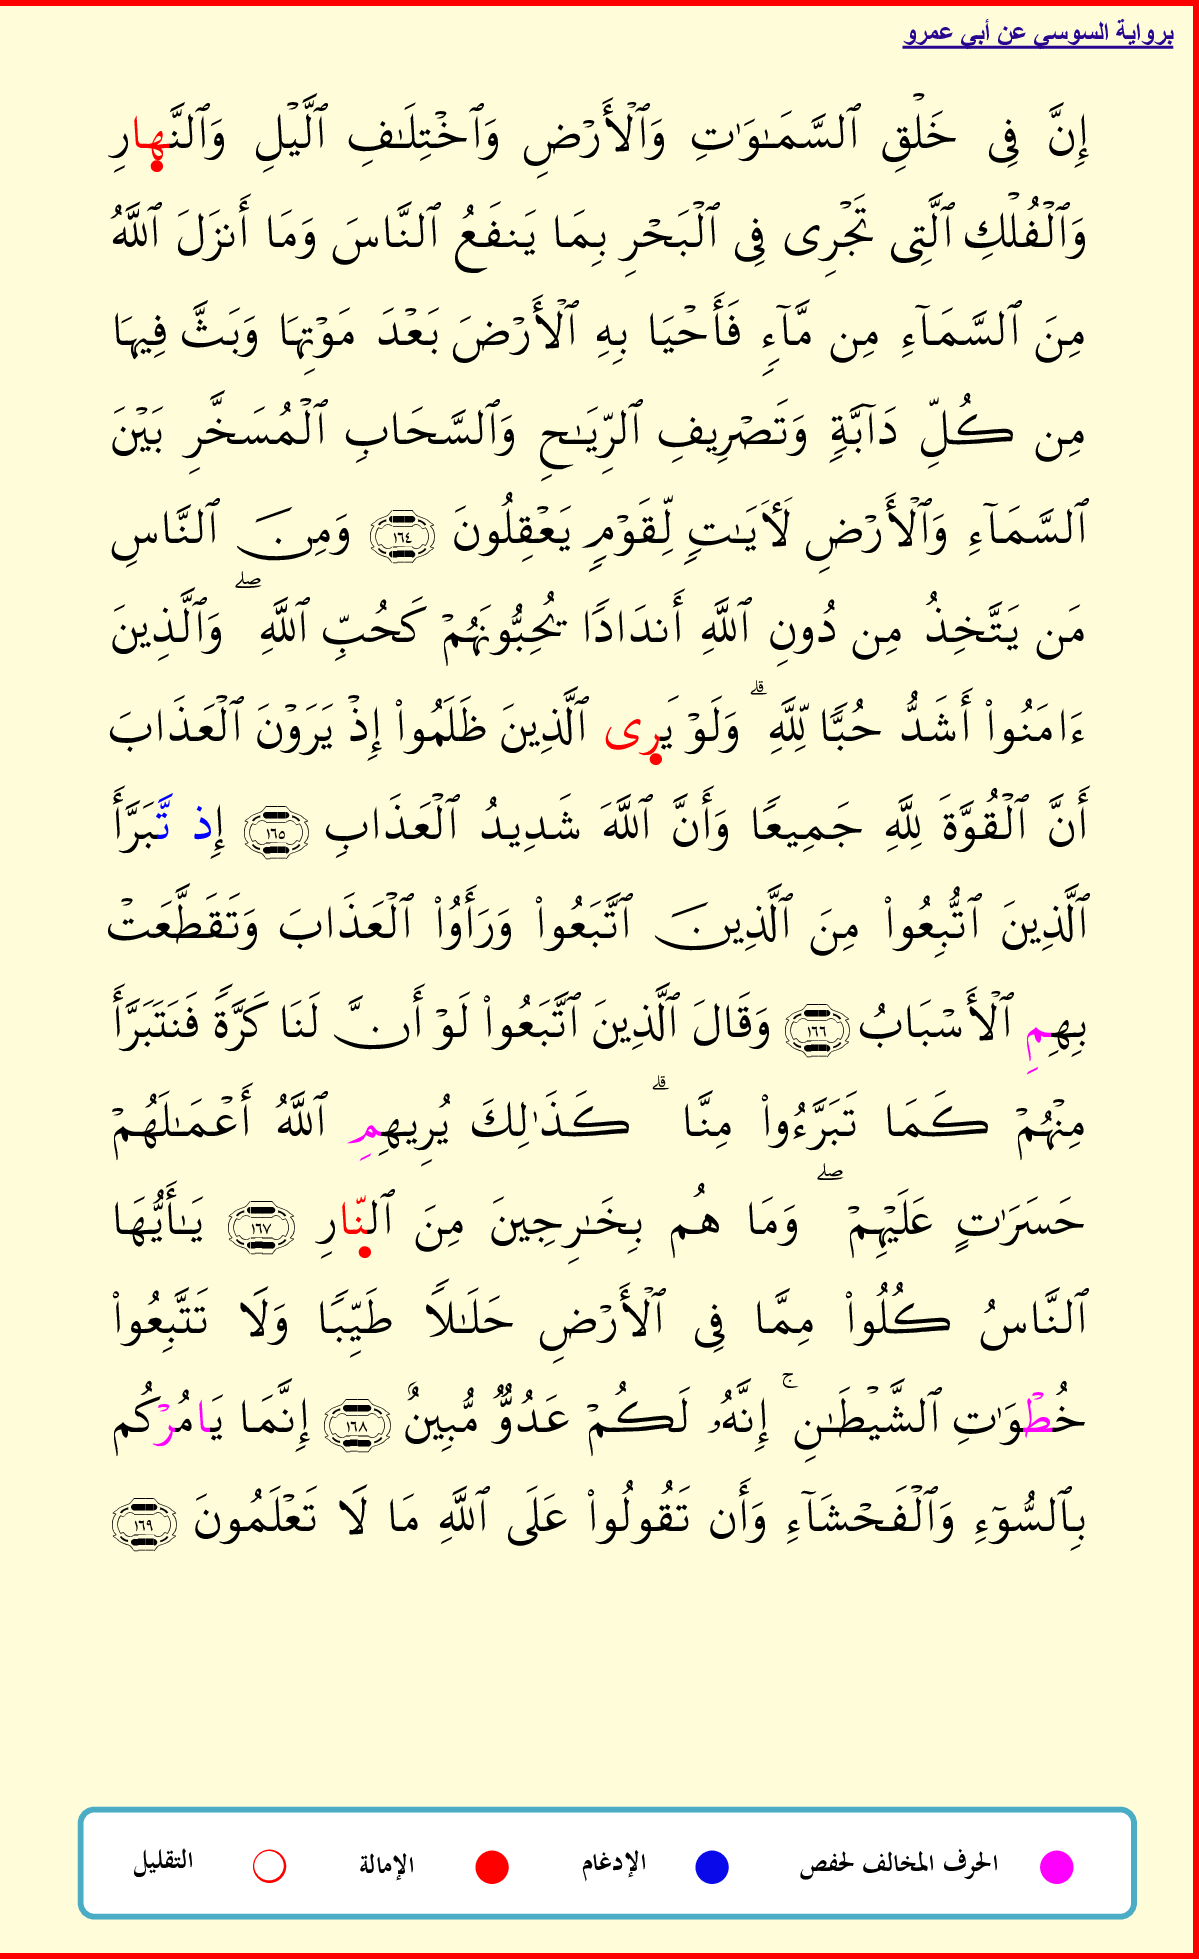 برواية السوسي عن أبي عمرو
إِنَّ فِى خَلْقِ ٱلسَّمَـٰوَٰتِ وَٱلْأَرْضِ وَٱخْتِلَـٰفِ ٱلَّيْلِ وَٱلنَّهِارِ
وَٱلْفُلْكِ ٱلَّتِى تَجْرِى فِى ٱلْبَحْرِ بِمَا يَنفَعُ ٱلنَّاسَ وَمَا أَنزَلَ ٱللَّهُ
مِنَ ٱلسَّمَآءِ مِن مَّآءٍ فَأَحْيَا بِهِ ٱلْأَرْضَ بَعْدَ مَوْتِهَا وَبَثَّ فِيهَا
مِن كُلِّ دَآبَّةٍ وَتَصْرِيفِ ٱلرِّيَـٰحِ وَٱلسَّحَابِ ٱلْمُسَخَّرِ بَيْنَ
ٱلسَّمَآءِ وَٱلْأَرْضِ لَأَيَـٰتٍ لِّقَوْمٍ يَعْقِلُونَ ١٦٤ وَمِنَ ٱلنَّاسِ
مَن يَتَّخِذُ مِن دُونِ ٱللَّهِ أَندَادًا يُحِبُّونَهُمْ كَحُبِّ ٱللَّهِ ۖ وَٱلَّذِينَ
ءَامَنُوا۟ أَشَدُّ حُبًّا لِّلَّهِ ۗ وَلَوْ يَرٜى ٱلَّذِينَ ظَلَمُوا۟ إِذْ يَرَوْنَ ٱلْعَذَابَ
أَنَّ ٱلْقُوَّةَ لِلَّهِ جَمِيعًا وَأَنَّ ٱللَّهَ شَدِيدُ ٱلْعَذَابِ ١٦٥ إِذ تَّبَرَّأَ
ٱلَّذِينَ ٱتُّبِعُوا۟ مِنَ ٱلَّذِينَ ٱتَّبَعُوا۟ وَرَأَوُا۟ ٱلْعَذَابَ وَتَقَطَّعَتْ
بِهِمِ ٱلْأَسْبَابُ ١٦٦ وَقَالَ ٱلَّذِينَ ٱتَّبَعُوا۟ لَوْ أَنَّ لَنَا كَرَّةً فَنَتَبَرَّأَ
مِنْهُمْ كَمَا تَبَرَّءُوا۟ مِنَّا ۗ كَذَٰلِكَ يُرِيهِمِ ٱللَّهُ أَعْمَـٰلَهُمْ
حَسَرَٰتٍ عَلَيْهِمْ ۖ وَمَا هُم بِخَـٰرِجِينَ مِنَ ٱلنّٜارِ ١٦٧ يَـٰأَيُّهَا
ٱلنَّاسُ كُلُوا۟ مِمَّا فِى ٱلْأَرْضِ حَلَـٰلًا طَيِّبًا وَلَا تَتَّبِعُوا۟
خُطْوَٰتِ ٱلشَّيْطَـٰنِ ۚ إِنَّهُۥ لَكُمْ عَدُوٌّ مُّبِينٌ ١٦٨ إِنَّمَا يَامُرْكُم
بِٱلسُّوٓءِ وَٱلْفَحْشَآءِ وَأَن تَقُولُوا۟ عَلَى ٱللَّهِ مَا لَا تَعْلَمُونَ ١٦٩
الحرف المخالف لحفص الإدغام الإمالة التقليل